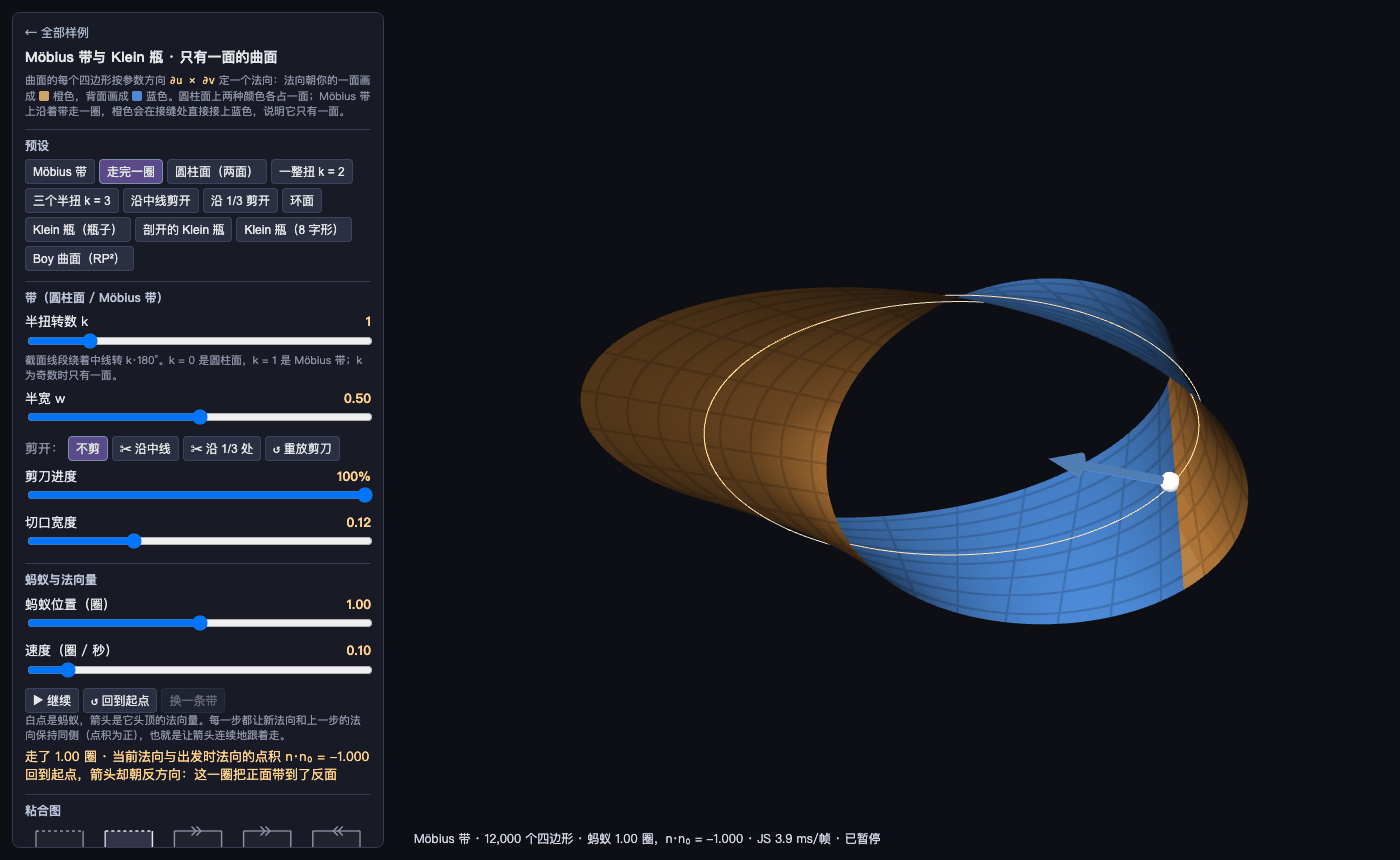 ← 全部样例
Möbius 带与 Klein 瓶 · 只有一面的曲面
曲面的每个四边形按参数方向 ∂u × ∂v 定一个法向：法向朝你的一面画
成 橙色，背面画成 蓝色。圆柱面上两种颜色各占一面；Möbius 带
上沿着带走一圈，橙色会在接缝处直接接上蓝色，说明它只有一面。
预设
Möbius 带 走完一圈 圆柱面（两面） 一整扭 k = 2
三个半扭 k = 3 沿中线剪开 沿 1/3 剪开 环面
Klein 瓶（瓶子） 剖开的 Klein 瓶 Klein 瓶（8 字形）
Boy 曲面（RP²）
带（圆柱面 / Möbius 带）
半扭转数 k 1
截面线段绕着中线转 k·180°。k = 0 是圆柱面，k = 1 是 Möbius 带；k
为奇数时只有一面。
半宽 w 0.50
剪开： 不剪 ✂ 沿中线 ✂ 沿 1/3 处 ↺ 重放剪刀
剪刀进度 100%
切口宽度 0.12
蚂蚁与法向量
蚂蚁位置（圈） 1.00
速度（圈 / 秒） 0.10
▶ 继续 ↺ 回到起点 换一条带
白点是蚂蚁，箭头是它头顶的法向量。每一步都让新法向和上一步的法
向保持同侧（点积为正），也就是让箭头连续地跟着走。
走了 1.00 圈 · 当前法向与出发时法向的点积 n·n₀ = −1.000
回到起点，箭头却朝反方向：这一圈把正面带到了反面
粘合图
Möbius 带 · 12,000 个四边形 · 蚂蚁 1.00 圈，n·n₀ = −1.000 · JS 3.9 ms/帧 · 已暂停